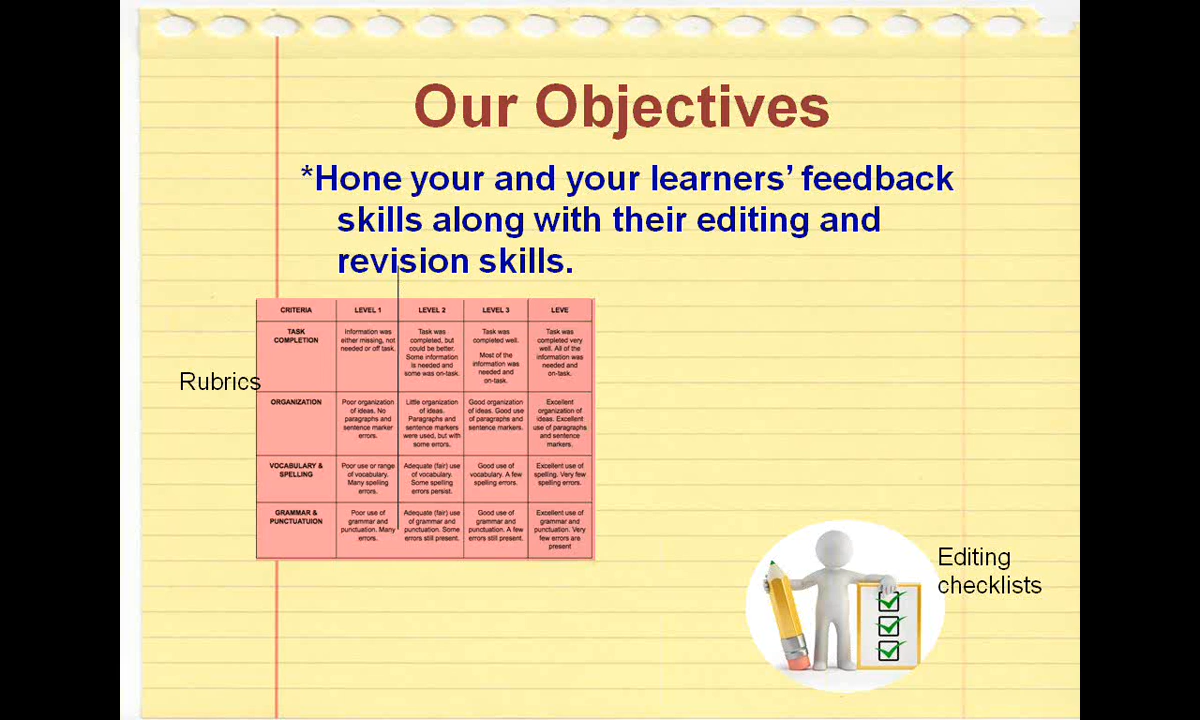 Our Objectives
*Hone your and your learners’ feedback
skills along with their editing and
revision skills.
CRITERIA LEVEL 1 LEVEL 2 LEVEL 3 LEVE
TASK
COMPLETION
Information was
either missing, not
needed or off task.
Task was
completed, but
could be better.
Some information
is needed and
some was on-task.
Task was
completed well.
Most of the
information was
needed and
on-task.
Task was
completed very
well. All of the
information was
needed and
on-task.
Rubrics
ORGANIZATION
Poor organization
of ideas. No
paragraphs and
sentence marker
errors.
Little organization
of ideas.
Paragraphs and
sentence markers
were used, but with
some errors.
Good organization
of ideas. Good use
of paragraphs and
sentence markers.
Excellent
organization of
ideas. Excellent
use of paragraphs
and sentence
markers.
VOCABULARY &
SPELLING
Poor use or range
of vocabulary.
Many spelling
errors.
Adequate (fair) use
of vocabulary.
Some spelling
errors persist.
Good use of
vocabulary. A few
spelling errors.
Excellent use of
spelling. Very few
spelling errors.
GRAMMAR &
PUNCTUATUION
Poor use of
grammar and
punctuation. Many
errors.
Adequate (fair) use
of grammar and
punctuation. Some
errors still present.
Good use of
grammar and
punctuation. A few
errors still present.
Excellent use of
grammar and
punctuation. Very
few errors are
present
Editing
checklists